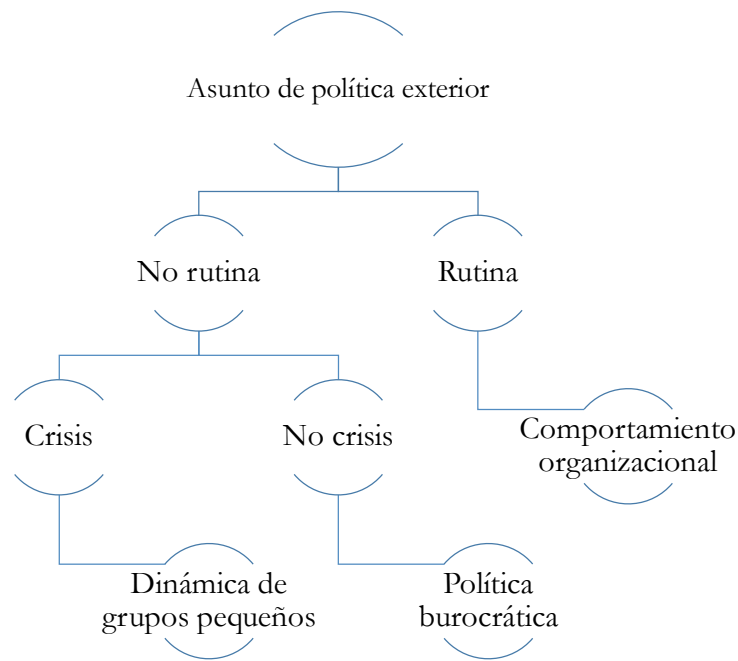 Asunto de política exterior
No rutina
Rutina
Crisis
No crisis
Comportamiento
organizacional
Dinámica de
grupos pequeños
Política
burocrática